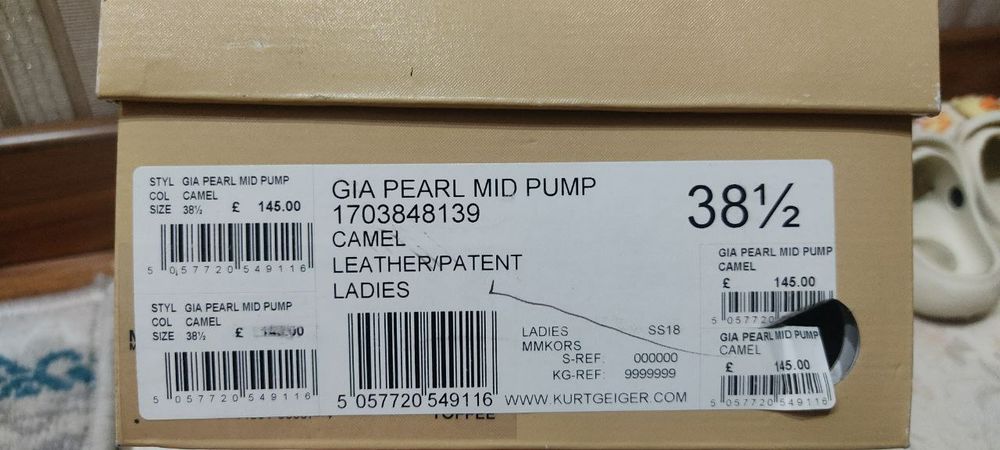 STYL GIA PEARL MID PUMP
COL CAMEL
SIZE 38½ £ 145.00
5 057720 549116
STYL GIA PEARL MID PUMP
COL CAMEL
SIZE 38½ £
5 057720 549116
GIA PEARL MID PUMP
1703848139
CAMEL
LEATHER/PATENT
LADIES
5 057720 549116
38½
LADIES SS18
MMKORS
S-REF: 000000
KG-REF: 9999999
WWW.KURTGEIGER.COM
GIA PEARL MID PUMP
CAMEL
£ 145.00
5 057720
GIA PEARL MID PUMP
CAMEL
145.00
5 057720 549116
TOFFEE